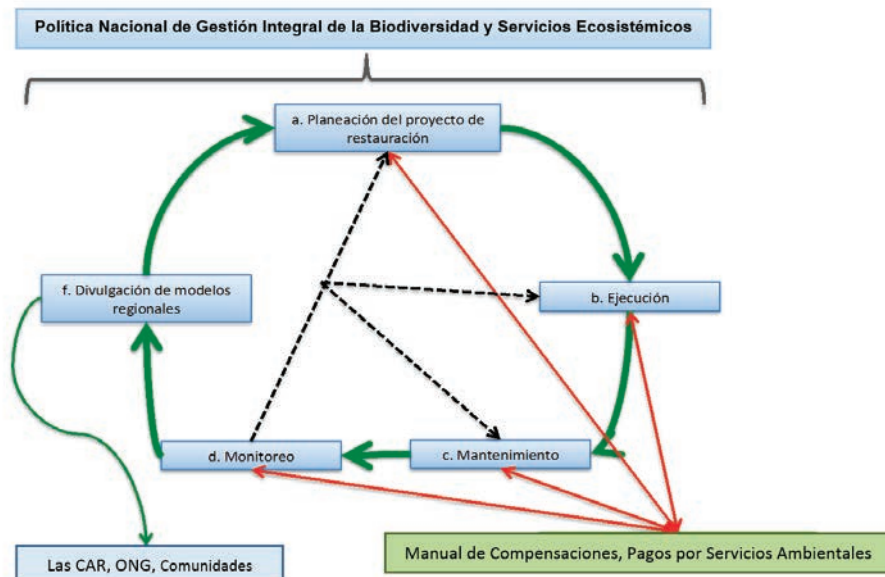 Política Nacional de Gestión Integral de la Biodiversidad y Servicios Ecosistémicos
a. Planeación del proyecto de
restauración
f. Divulgación de modelos
regionales
b. Ejecución
d. Monitoreo
c. Mantenimiento
Las CAR, ONG, Comunidades
Manual de Compensaciones, Pagos por Servicios Ambientales